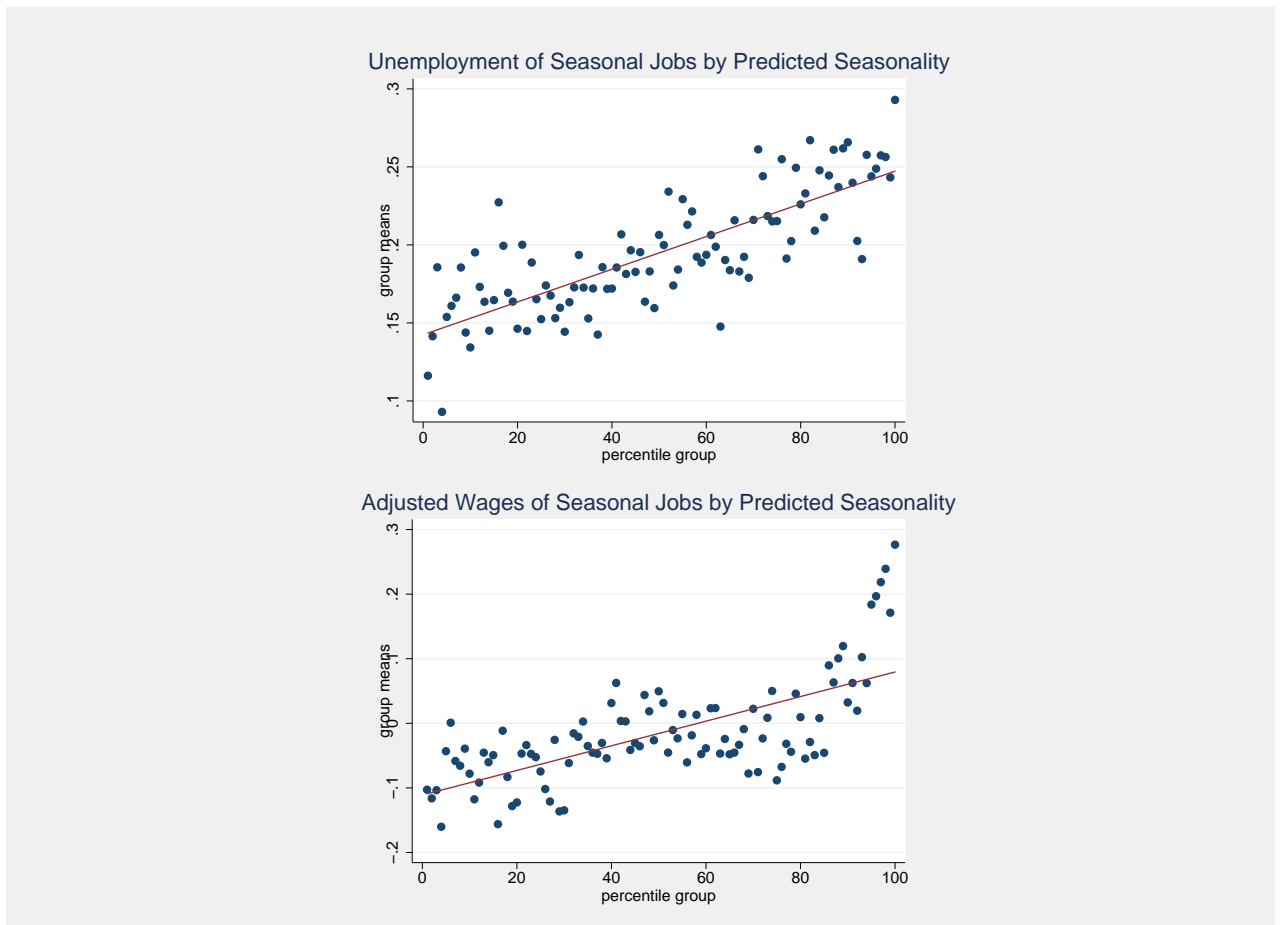 Unemployment of Seasonal Jobs by Predicted Seasonality
.3
.25
.2
.15
.1
group means
0 20 40 60 80 100
percentile group
Adjusted Wages of Seasonal Jobs by Predicted Seasonality
.3
.2
.1
0
−.1
−.2
group means
0 20 40 60 80 100
percentile group